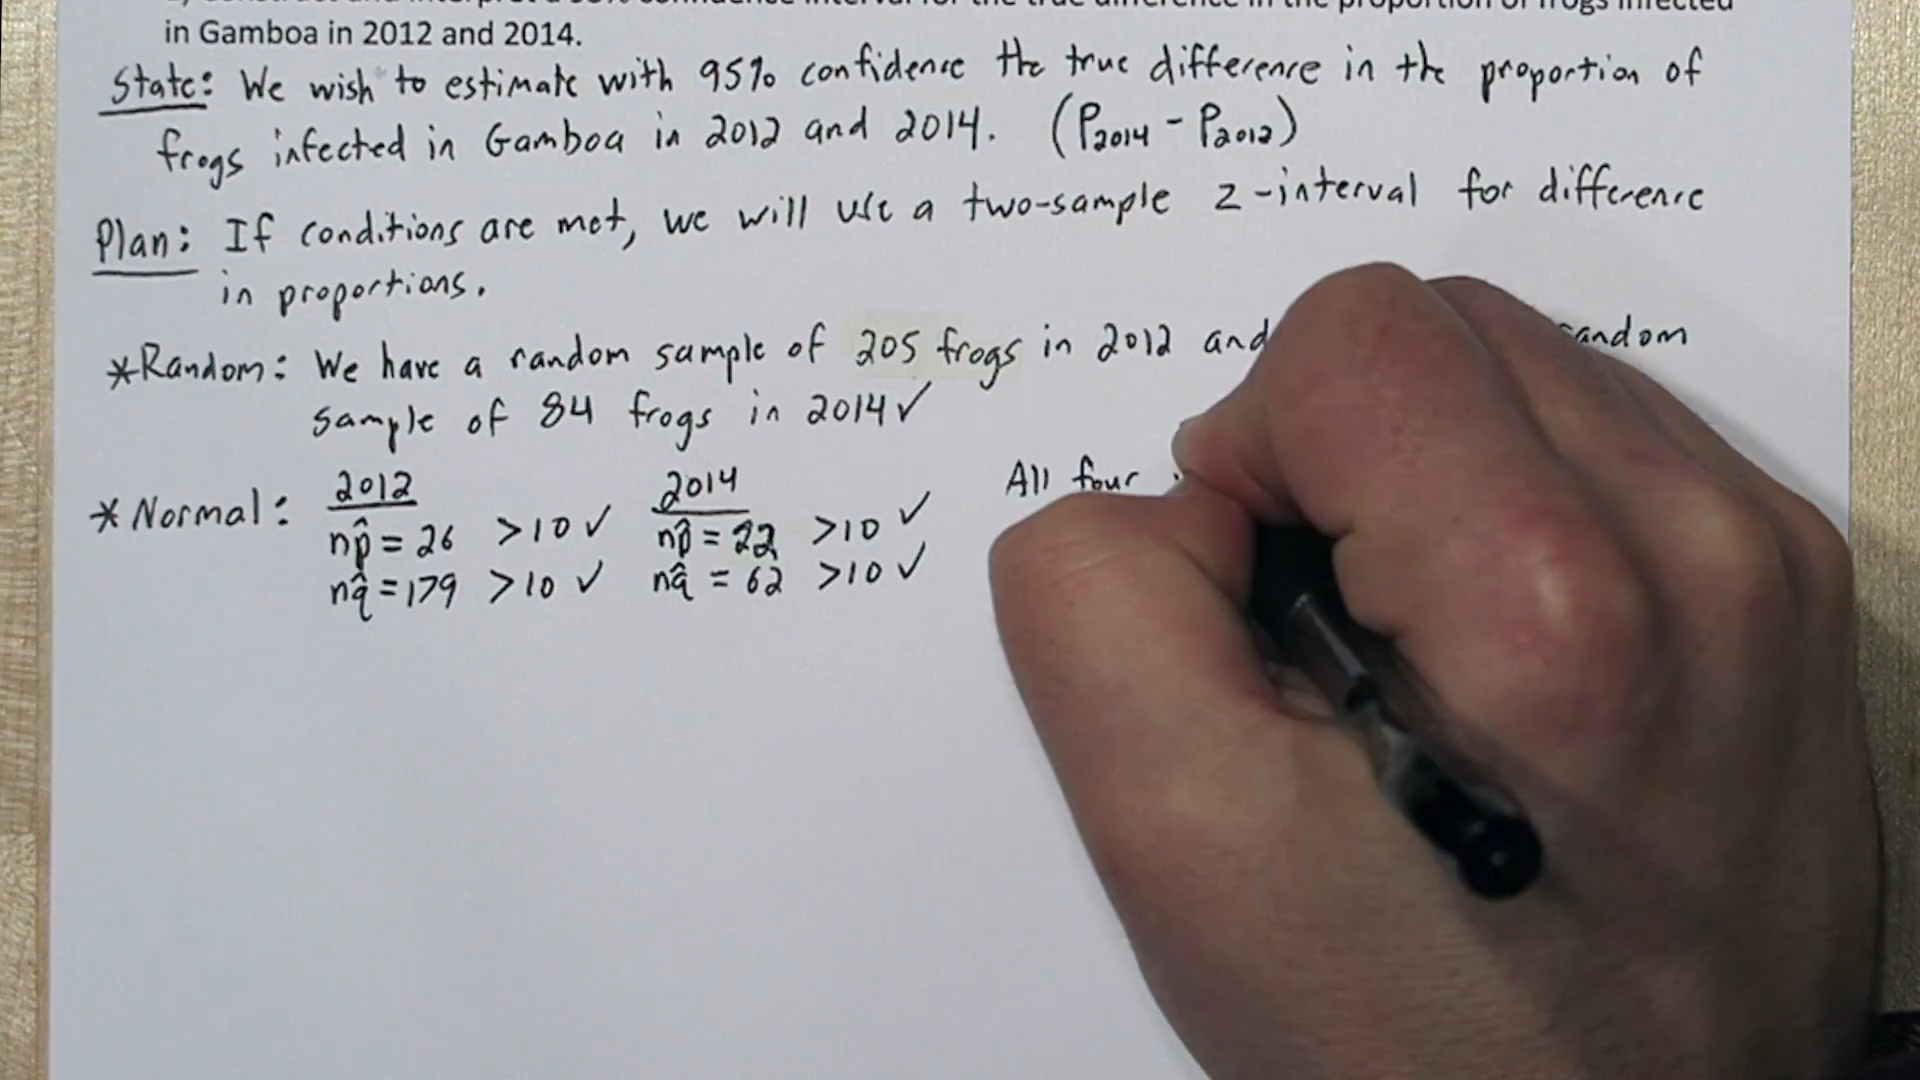 in Gamboa in 2012 and 2014.
State: We wish to estimate with 95% confidence the true difference in the proportion of
frogs infected in Gamboa in 2012 and 2014. (P2014 - P2012)
Plan: If conditions are met, we will use a two-sample z-interval for difference
in proportions.
*Random: We have a random sample of 205 frogs in 2012 and random
sample of 84 frogs in 2014 ✓
*Normal: 2012 2014 All four
np̂ = 26 >10 ✓ np̂ = 22 >10 ✓
nq̂ = 179 >10 ✓ nq̂ = 62 >10 ✓